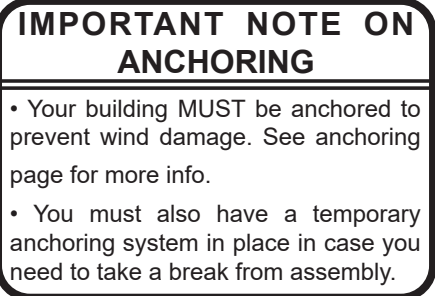 IMPORTANT NOTE ON
ANCHORING
• Your building MUST be anchored to
prevent wind damage. See anchoring
page for more info.
• You must also have a temporary
anchoring system in place in case you
need to take a break from assembly.